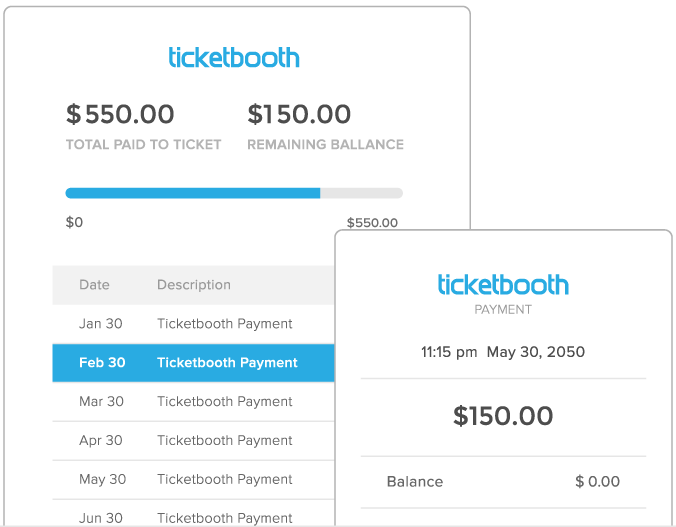 ticketbooth
$550.00 $150.00
TOTAL PAID TO TICKET REMAINING BALLANCE
$0 $550.00
Date Description
Jan 30 Ticketbooth Payment
Feb 30 Ticketbooth Payment
Mar 30 Ticketbooth Payment
Apr 30 Ticketbooth Payment
May 30 Ticketbooth Payment
Jun 30 Ticketbooth Payment
ticketbooth
PAYMENT
11:15 pm May 30, 2050
$150.00
Balance $ 0.00